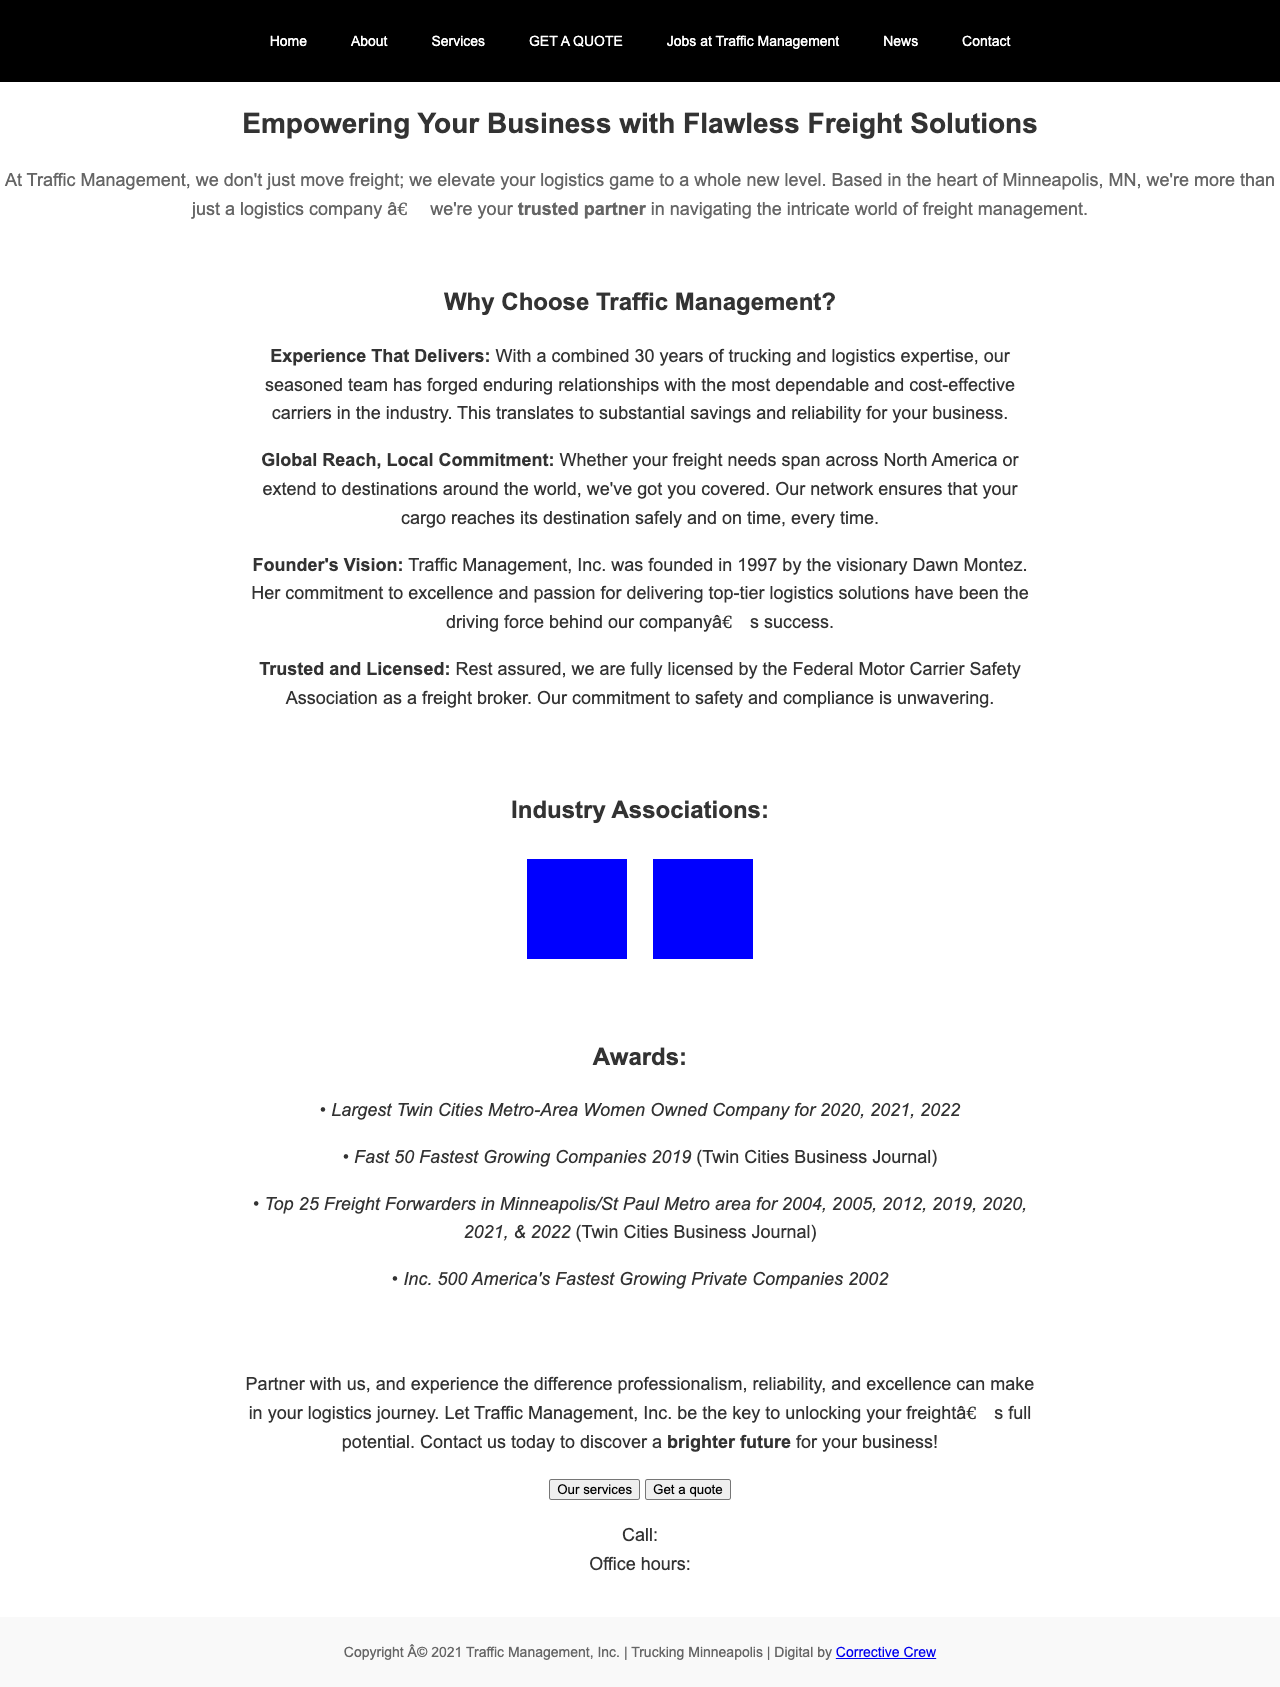 Home About Services GET A QUOTE Jobs at Traffic Management News Contact
Empowering Your Business with Flawless Freight Solutions
At Traffic Management, we don't just move freight; we elevate your logistics game to a whole new level. Based in the heart of Minneapolis, MN, we're more than
just a logistics company â€ we're your trusted partner in navigating the intricate world of freight management.
Why Choose Traffic Management?
Experience That Delivers: With a combined 30 years of trucking and logistics expertise, our
seasoned team has forged enduring relationships with the most dependable and cost-effective
carriers in the industry. This translates to substantial savings and reliability for your business.
Global Reach, Local Commitment: Whether your freight needs span across North America or
extend to destinations around the world, we've got you covered. Our network ensures that your
cargo reaches its destination safely and on time, every time.
Founder's Vision: Traffic Management, Inc. was founded in 1997 by the visionary Dawn Montez.
Her commitment to excellence and passion for delivering top-tier logistics solutions have been the
driving force behind our companyâ€ s success.
Trusted and Licensed: Rest assured, we are fully licensed by the Federal Motor Carrier Safety
Association as a freight broker. Our commitment to safety and compliance is unwavering.
Industry Associations:
Awards:
• Largest Twin Cities Metro-Area Women Owned Company for 2020, 2021, 2022
• Fast 50 Fastest Growing Companies 2019 (Twin Cities Business Journal)
• Top 25 Freight Forwarders in Minneapolis/St Paul Metro area for 2004, 2005, 2012, 2019, 2020,
2021, & 2022 (Twin Cities Business Journal)
• Inc. 500 America's Fastest Growing Private Companies 2002
Partner with us, and experience the difference professionalism, reliability, and excellence can make
in your logistics journey. Let Traffic Management, Inc. be the key to unlocking your freightâ€ s full
potential. Contact us today to discover a brighter future for your business!
Our services Get a quote
Call:
Office hours:
Copyright Â© 2021 Traffic Management, Inc. | Trucking Minneapolis | Digital by Corrective Crew